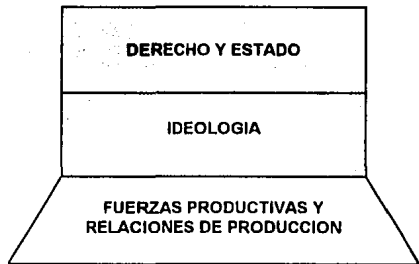 DERECHO Y ESTADO
IDEOLOGIA
FUERZAS PRODUCTIVAS Y
RELACIONES DE PRODUCCION